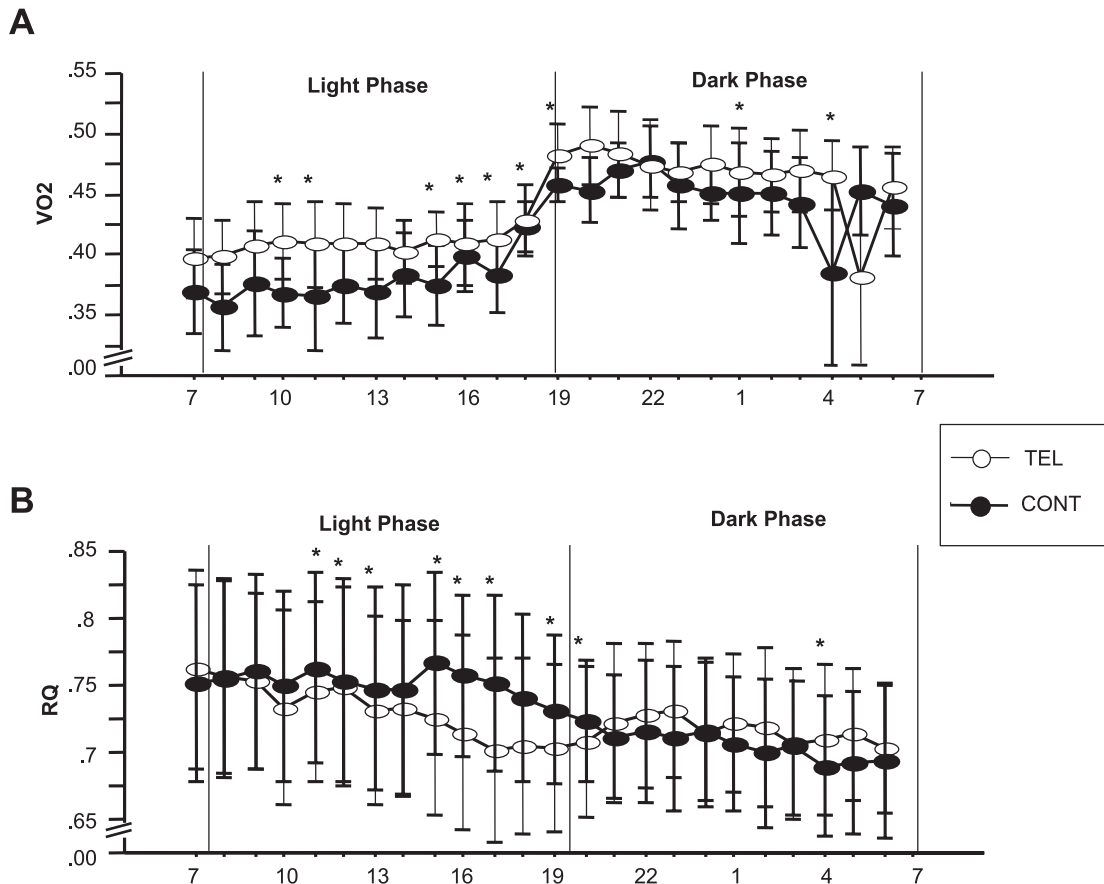 A
Light Phase
Dark Phase
VO2
.55
.50
.45
.40
.35
.00
* * * * * * * * *
7 10 13 16 19 22 1 4 7
TEL
CONT
B
Light Phase
Dark Phase
RQ
.85
.8
.75
.7
.65
.00
* * * * * * * * *
7 10 13 16 19 22 1 4 7